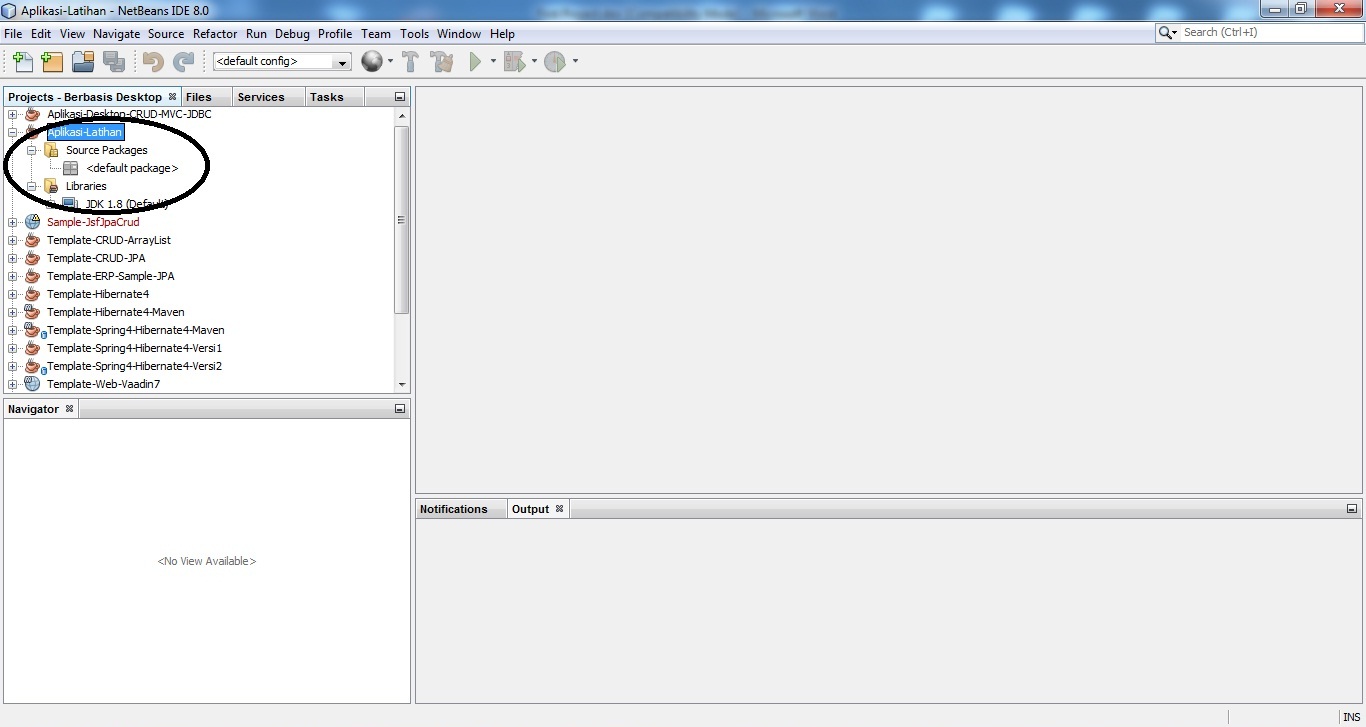 Aplikasi-Latihan - NetBeans IDE 8.0
File Edit View Navigate Source Refactor Run Debug Profile Team Tools Window Help
Search (Ctrl+I)
<default config>
Projects - Berbasis Desktop Files Services Tasks
Aplikasi-Desktop-CRUD-MVC-JDBC
Aplikasi-Latihan
Source Packages
<default package>
Libraries
JDK 1.8 (Default)
Sample-JsfJpaCrud
Template-CRUD-ArrayList
Template-CRUD-JPA
Template-ERP-Sample-JPA
Template-Hibernate4
Template-Hibernate4-Maven
Template-Spring4-Hibernate4-Maven
Template-Spring4-Hibernate4-Versi1
Template-Spring4-Hibernate4-Versi2
Template-Web-Vaadin7
Navigator
<No View Available>
Notifications Output
INS